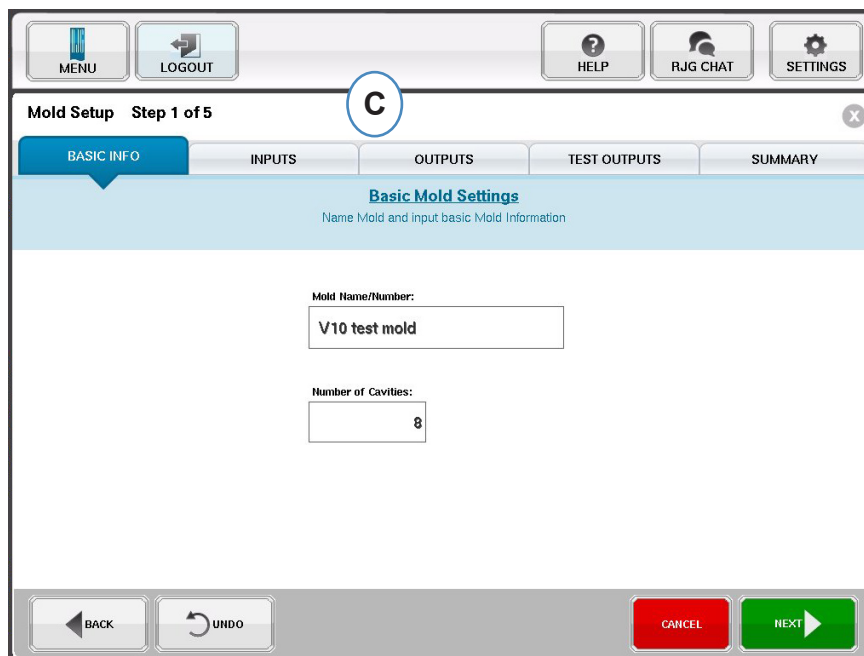 MENU LOGOUT HELP RJG CHAT SETTINGS
C
Mold Setup Step 1 of 5
X
BASIC INFO INPUTS OUTPUTS TEST OUTPUTS SUMMARY
Basic Mold Settings
Name Mold and input basic Mold Information
Mold Name/Number:
V10 test mold
Number of Cavities:
8
BACK UNDO CANCEL NEXT